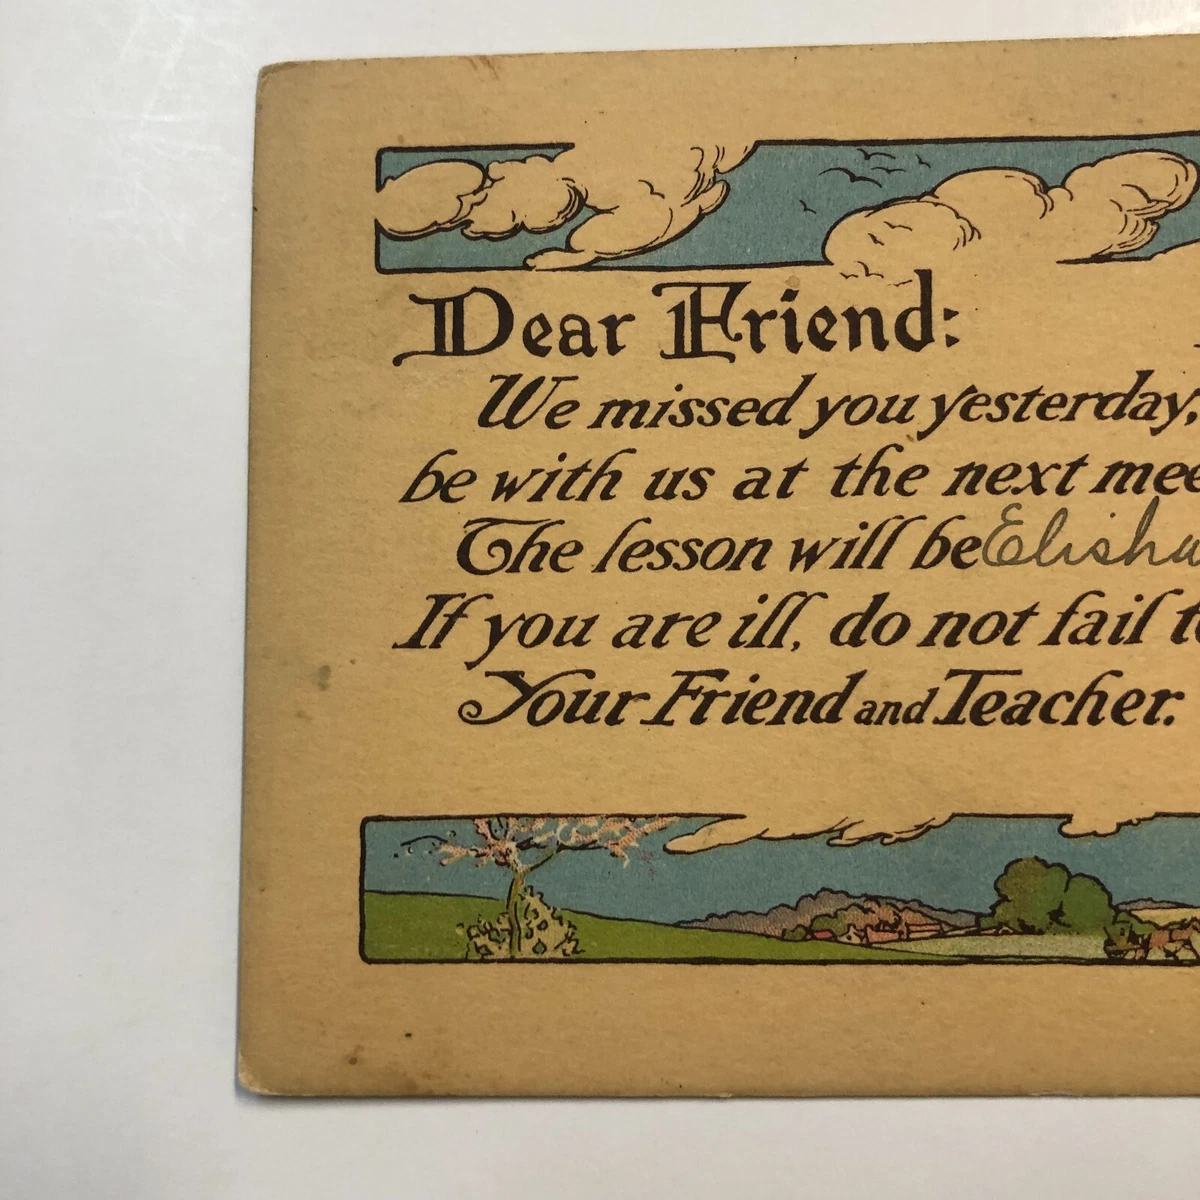 Dear Friend:
We missed you yesterday,
be with us at the next
The lesson will be Elisha
If you are ill, do not fail
Your Friend and Teacher.